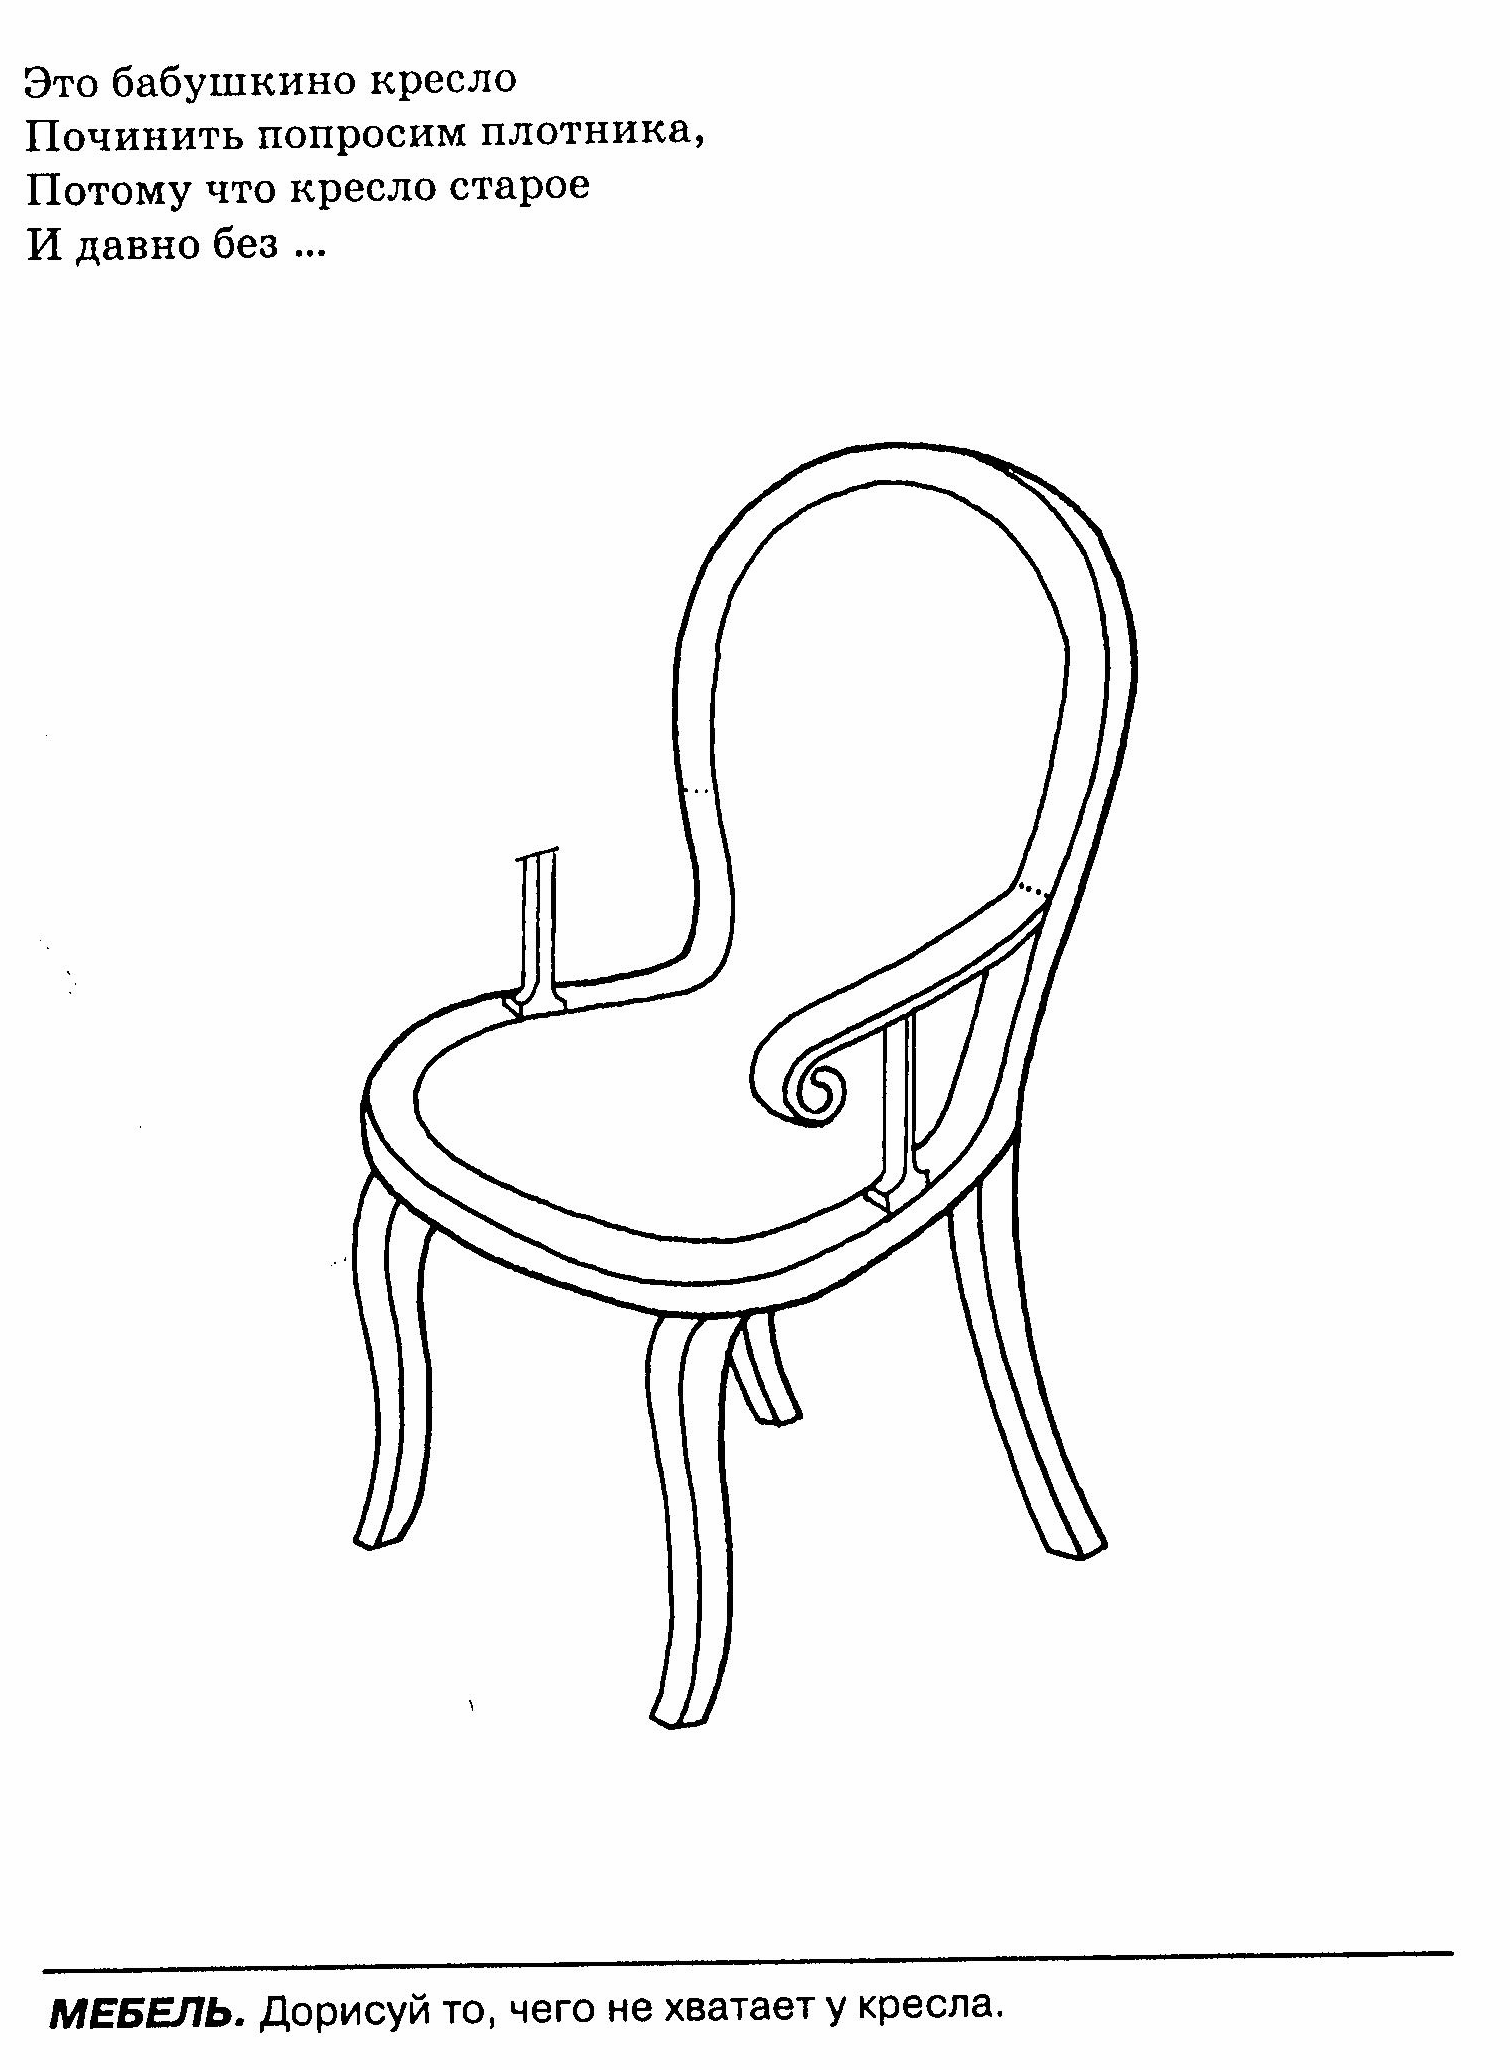 Это бабушкино кресло
Починить попросим плотника,
Потому что кресло старое
И давно без ...
МЕБЕЛЬ. Дорисуй то, чего не хватает у кресла.